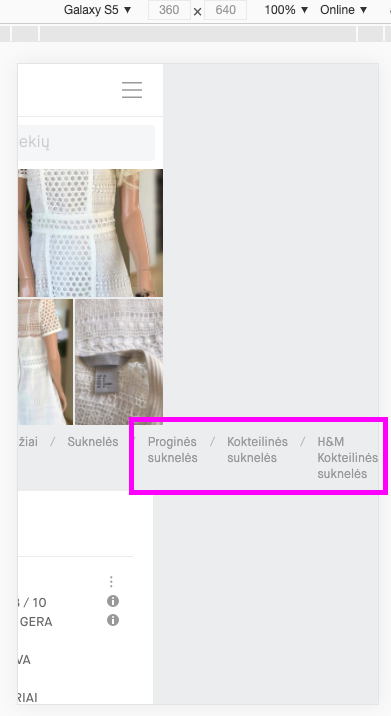 Galaxy S5 ▼ 360 × 640 100% ▼ Online ▼
ekių
žiai / Suknelės / Proginės suknelės / Kokteilinės suknelės / H&M Kokteilinės suknelės
/ 10
GERA
VA
RIAI